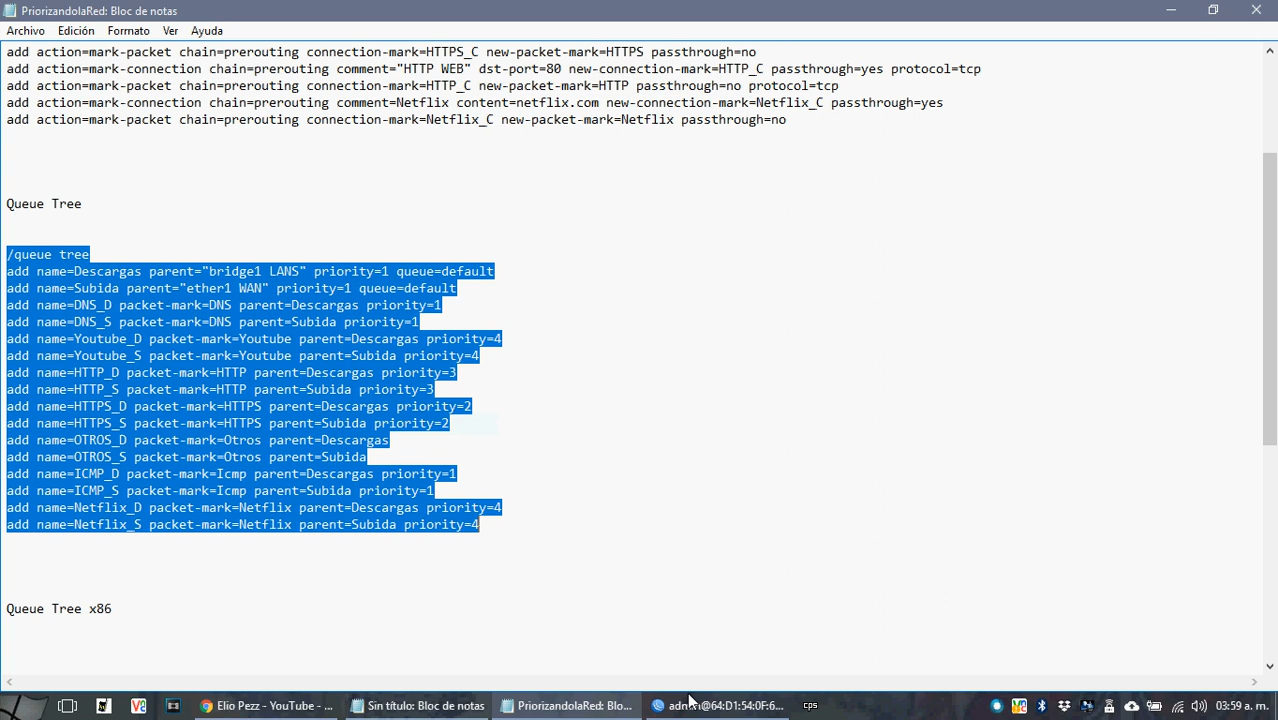 PriorizandolaRed: Bloc de notas
Archivo Edición Formato Ver Ayuda
add action=mark-packet chain=prerouting connection-mark=HTTPS_C new-packet-mark=HTTPS passthrough=no
add action=mark-connection chain=prerouting comment="HTTP WEB" dst-port=80 new-connection-mark=HTTP_C passthrough=yes protocol=tcp
add action=mark-packet chain=prerouting connection-mark=HTTP_C new-packet-mark=HTTP passthrough=no protocol=tcp
add action=mark-connection chain=prerouting comment=Netflix content=netflix.com new-connection-mark=Netflix_C passthrough=yes
add action=mark-packet chain=prerouting connection-mark=Netflix_C new-packet-mark=Netflix passthrough=no
Queue Tree
/queue tree
add name=Descargas parent="bridge1 LANS" priority=1 queue=default
add name=Subida parent="ether1 WAN" priority=1 queue=default
add name=DNS_D packet-mark=DNS parent=Descargas priority=1
add name=DNS_S packet-mark=DNS parent=Subida priority=1
add name=Youtube_D packet-mark=Youtube parent=Descargas priority=4
add name=Youtube_S packet-mark=Youtube parent=Subida priority=4
add name=HTTP_D packet-mark=HTTP parent=Descargas priority=3
add name=HTTP_S packet-mark=HTTP parent=Subida priority=3
add name=HTTPS_D packet-mark=HTTPS parent=Descargas priority=2
add name=HTTPS_S packet-mark=HTTPS parent=Subida priority=2
add name=OTROS_D packet-mark=Otros parent=Descargas
add name=OTROS_S packet-mark=Otros parent=Subida
add name=ICMP_D packet-mark=Icmp parent=Descargas priority=1
add name=ICMP_S packet-mark=Icmp parent=Subida priority=1
add name=Netflix_D packet-mark=Netflix parent=Descargas priority=4
add name=Netflix_S packet-mark=Netflix parent=Subida priority=4
Queue Tree x86
Elio Pezz - YouTube - ... Sin título: Bloc de notas PriorizandolaRed: Blo... admin@64:D1:54:0F:6... cps 03:59 a. m.